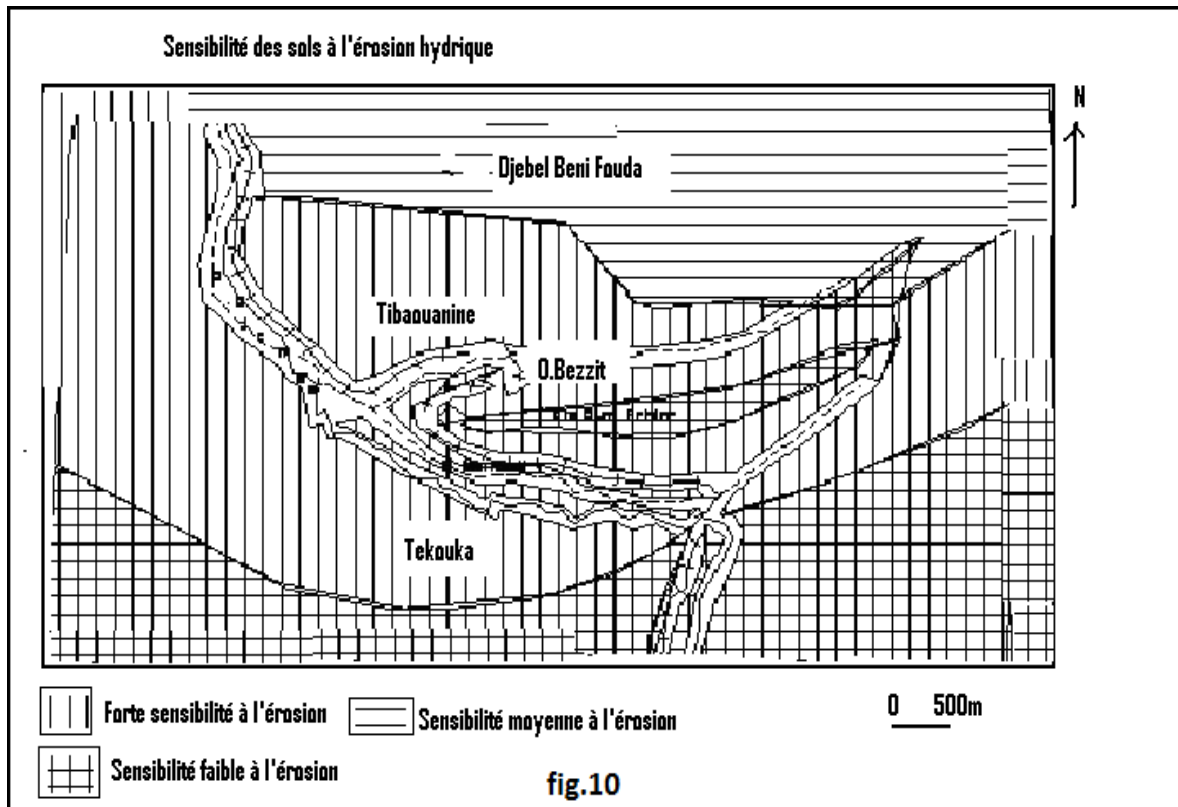 Sensibilité des sols à l'érosion hydrique
N
Djebel Beni Fouda
Tibaouanine
O.Bezzit
Tekouka
Forte sensibilité à l'érosion
Sensibilité moyenne à l'érosion
0 500m
Sensibilité faible à l'érosion
fig.10